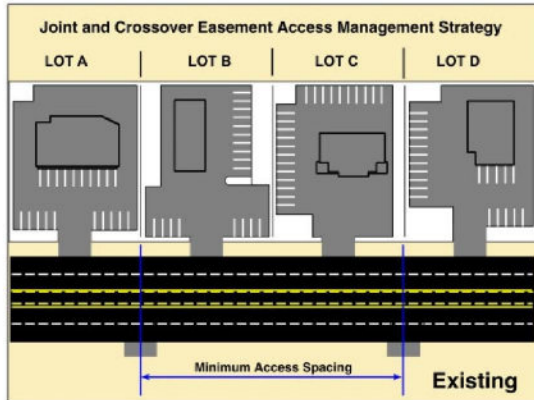 Joint and Crossover Easement Access Management Strategy
LOT A
LOT B
LOT C
LOT D
Minimum Access Spacing
Existing